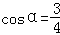 cos α = 3/4